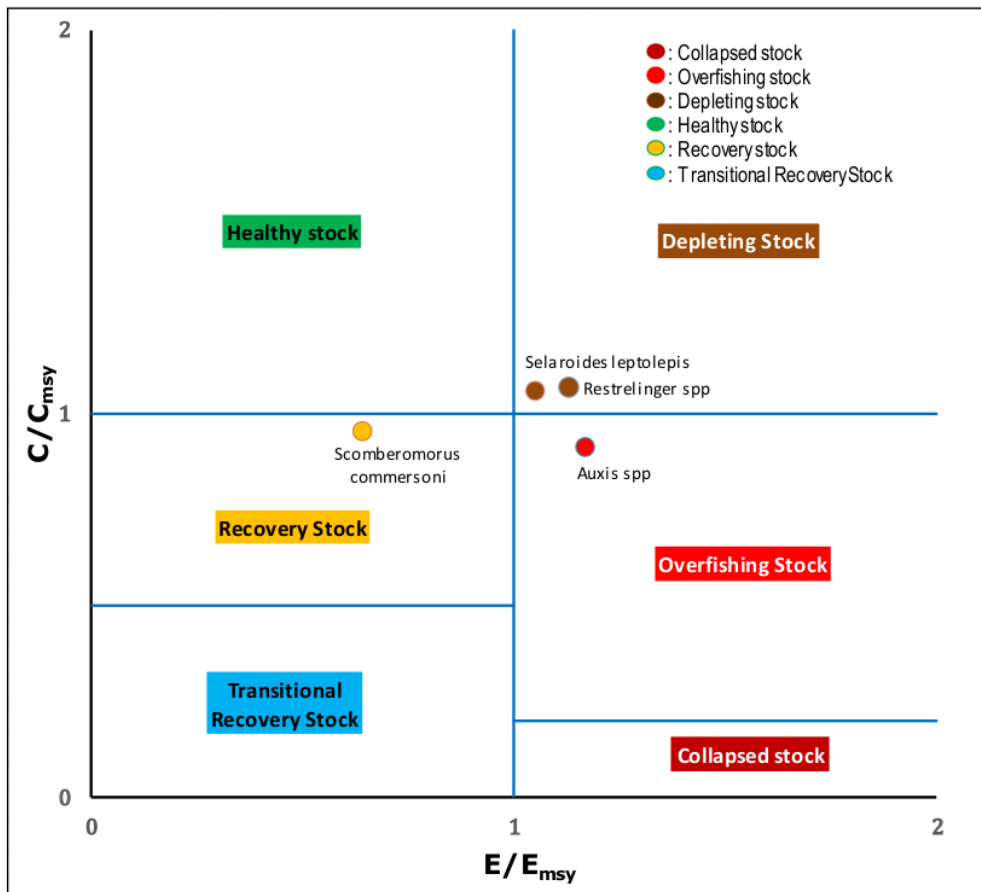 2
: Collapsed stock
: Overfishing stock
: Depleting stock
: Healthy stock
: Recovery stock
: Transitional Recovery Stock
Healthy stock
Depleting Stock
Selaroides leptolepis
Restrelinger spp
C/Cmsy
1
Scomberomorus
commersoni
Auxis spp
Recovery Stock
Overfishing Stock
Transitional
Recovery Stock
Collapsed stock
0
0
1
2
E/Emsy